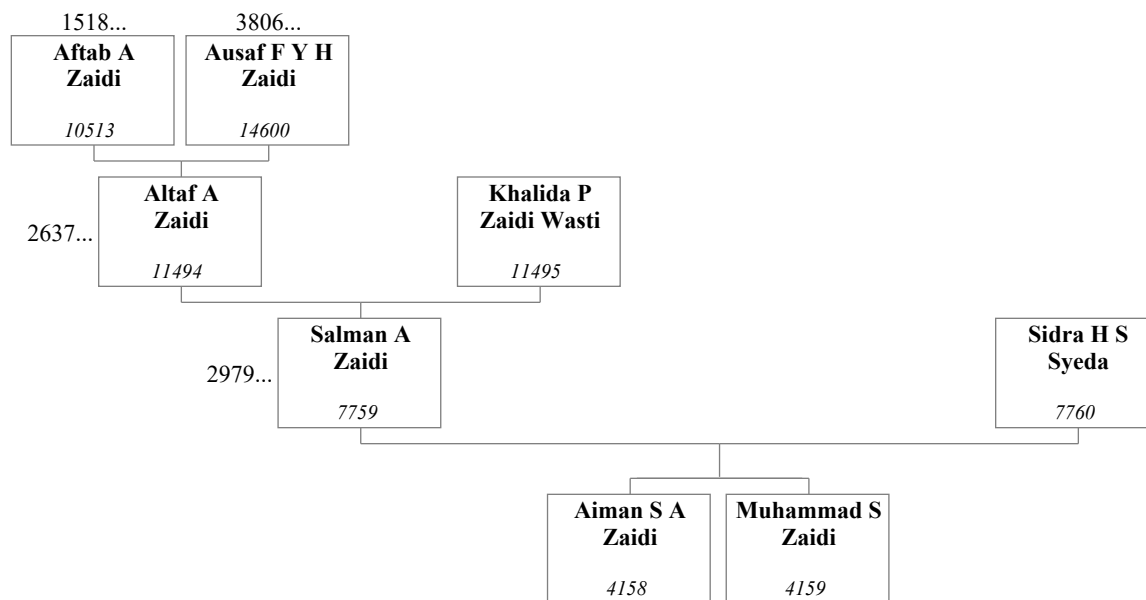 1518...
3806...
Aftab A
Zaidi
10513
Ausaf F Y H
Zaidi
14600
2637...
Altaf A
Zaidi
11494
Khalida P
Zaidi Wasti
11495
2979...
Salman A
Zaidi
7759
Sidra H S
Syeda
7760
Aiman S A
Zaidi
4158
Muhammad S
Zaidi
4159